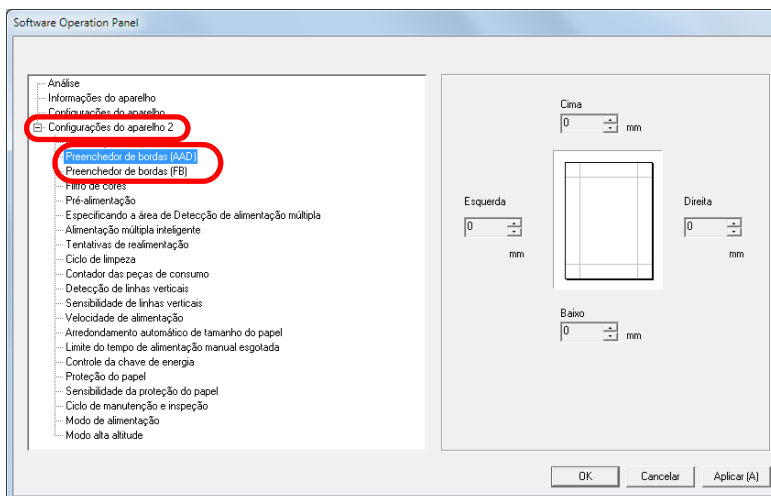 Software Operation Panel
Análise
Informações do aparelho
Configurações do aparelho
Configurações do aparelho 2
Preenchedor de bordas (AAD)
Preenchedor de bordas (FB)
Filtro de cores
Pré-alimentação
Especificando a área de Detecção de alimentação múltipla
Alimentação múltipla inteligente
Tentativas de realimentação
Ciclo de limpeza
Contador das peças de consumo
Detecção de linhas verticais
Sensibilidade de linhas verticais
Velocidade de alimentação
Arredondamento automático de tamanho do papel
Limite do tempo de alimentação manual esgotada
Controle da chave de energia
Proteção do papel
Sensibilidade da proteção do papel
Ciclo de manutenção e inspeção
Modo de alimentação
Modo alta altitude
Cima
0 mm
Esquerda
0
mm
Direita
0
mm
Baixo
0 mm
OK Cancelar Aplicar (A)